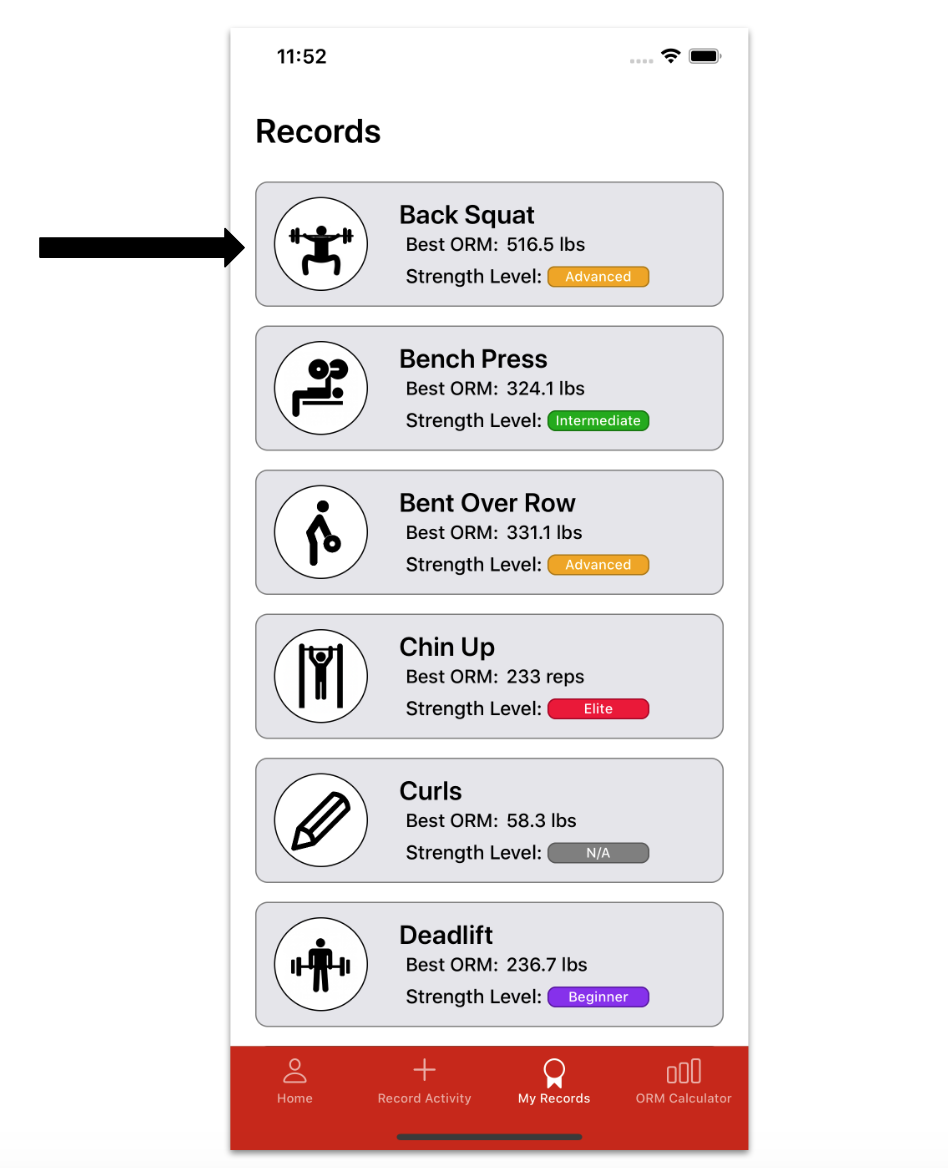 11:52
Records
Back Squat
Best ORM: 516.5 lbs
Strength Level: Advanced
Bench Press
Best ORM: 324.1 lbs
Strength Level: Intermediate
Bent Over Row
Best ORM: 331.1 lbs
Strength Level: Advanced
Chin Up
Best ORM: 233 reps
Strength Level: Elite
Curls
Best ORM: 58.3 lbs
Strength Level: N/A
Deadlift
Best ORM: 236.7 lbs
Strength Level: Beginner
Home Record Activity My Records ORM Calculator